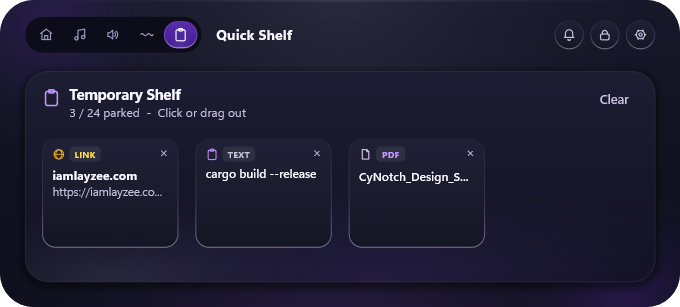 Quick Shelf
Temporary Shelf
3 / 24 parked - Click or drag out
Clear
LINK
iamlayzee.com
https://iamlayzee.co...
TEXT
cargo build --release
PDF
CyNotch_Design_S...